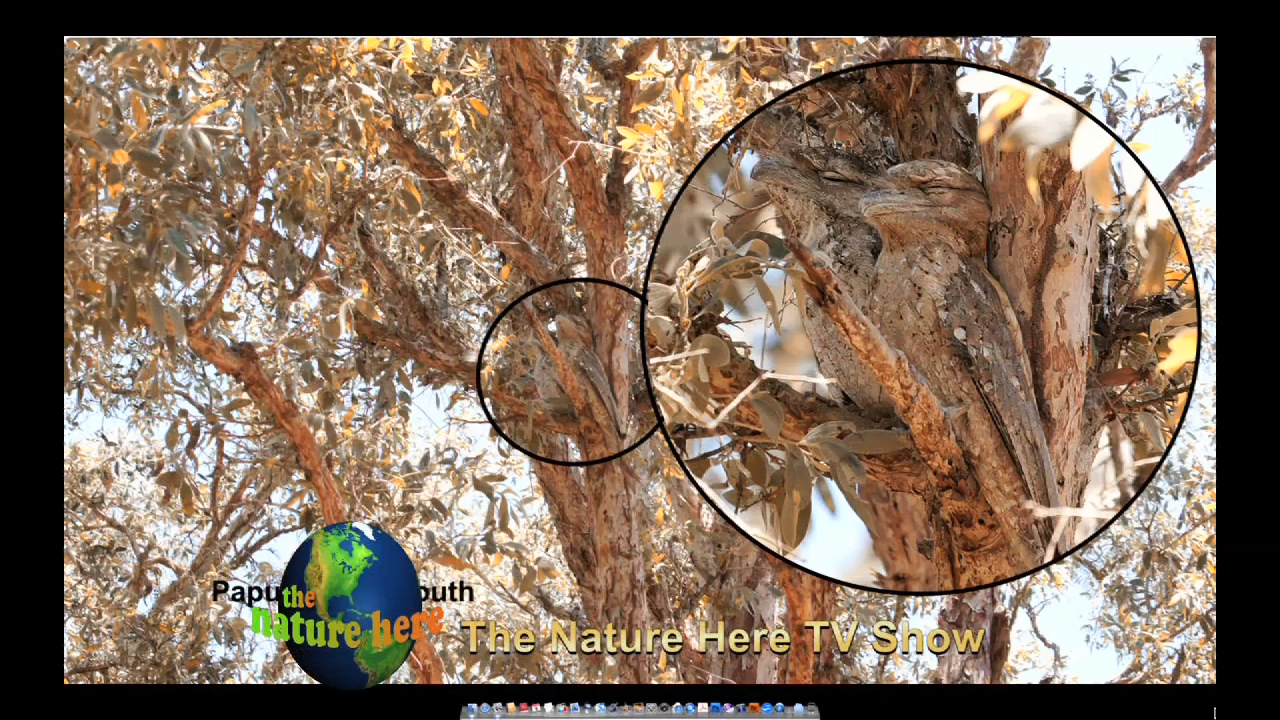 Papu
outh
the
nature here
The Nature Here TV Show